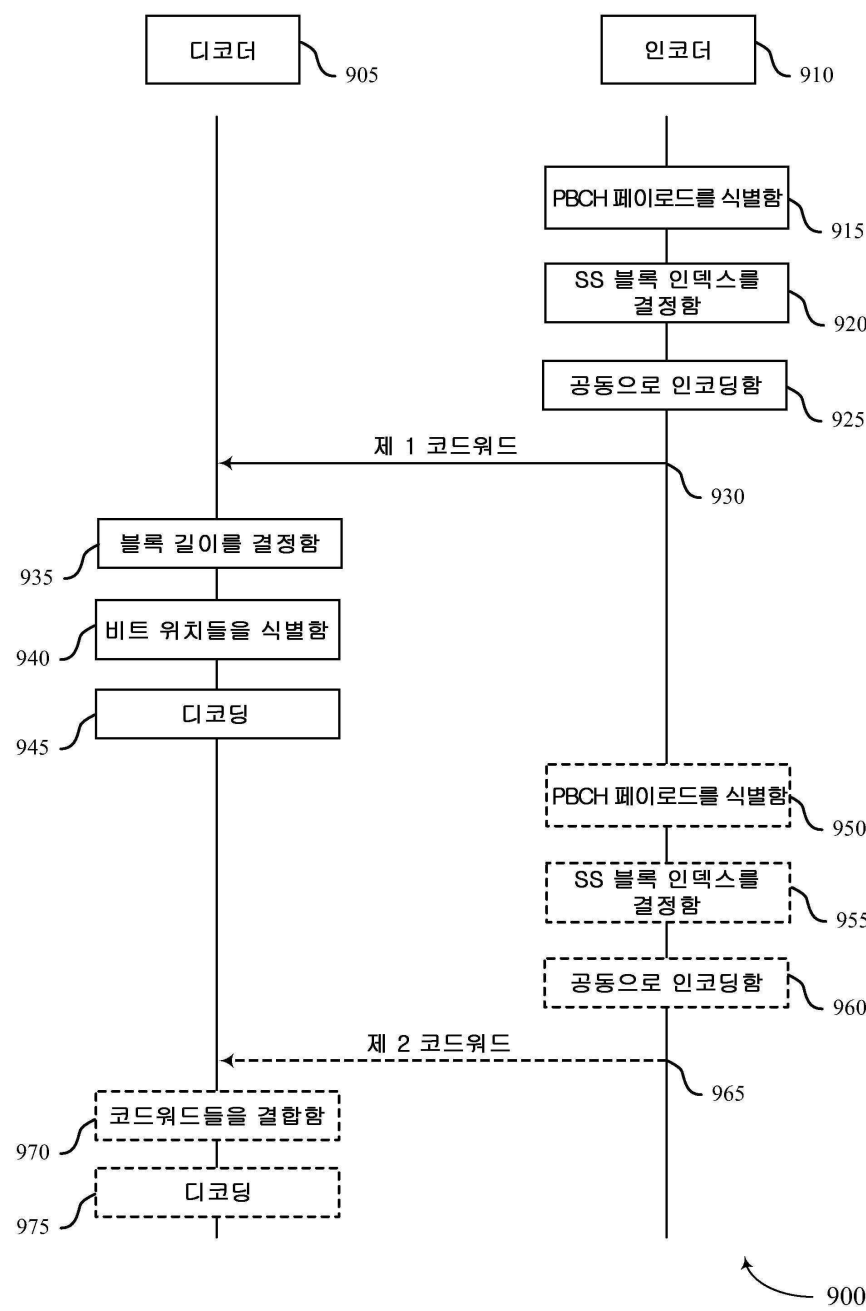 디코더
905
인코더
910
PBCH 페이로드를 식별함
915
SS 블록 인덱스를
결정함
920
공동으로 인코딩함
925
제 1 코드워드
930
블록 길이를 결정함
935
비트 위치들을 식별함
940
디코딩
945
PBCH 페이로드를 식별함
950
SS 블록 인덱스를
결정함
955
공동으로 인코딩함
960
제 2 코드워드
965
코드워드들을 결합함
970
디코딩
975
900